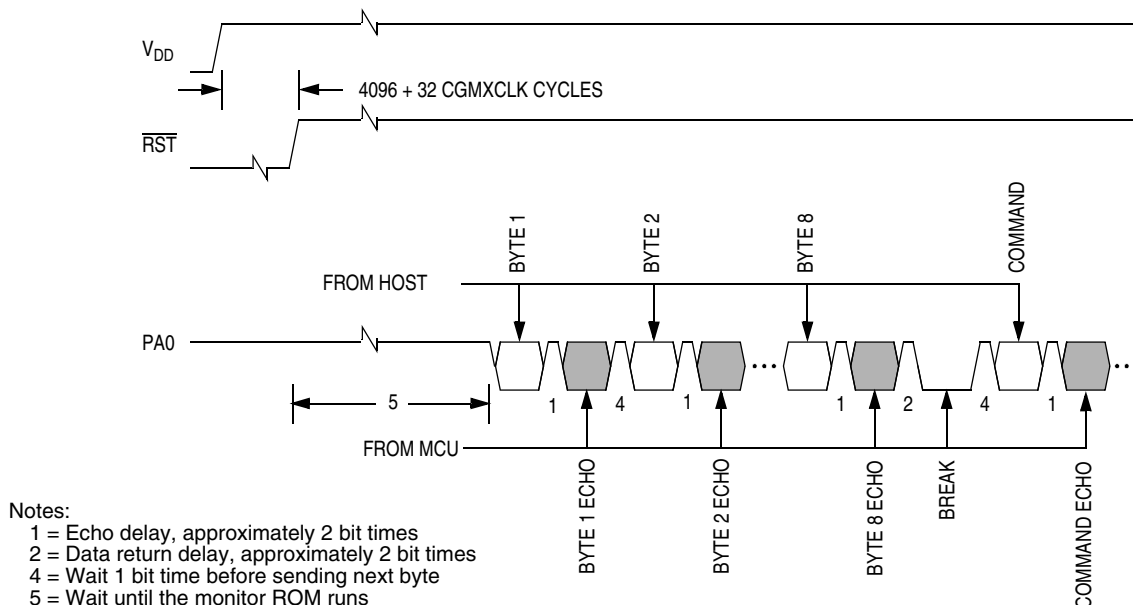 VDD
4096 + 32 CGMXCLK CYCLES
RST
BYTE 1
BYTE 2
BYTE 8
COMMAND
FROM HOST
PA0
5
1
4
1
1
2
4
1
FROM MCU
BYTE 1 ECHO
BYTE 2 ECHO
BYTE 8 ECHO
BREAK
COMMAND ECHO
Notes:
1 = Echo delay, approximately 2 bit times
2 = Data return delay, approximately 2 bit times
4 = Wait 1 bit time before sending next byte
5 = Wait until the monitor ROM runs